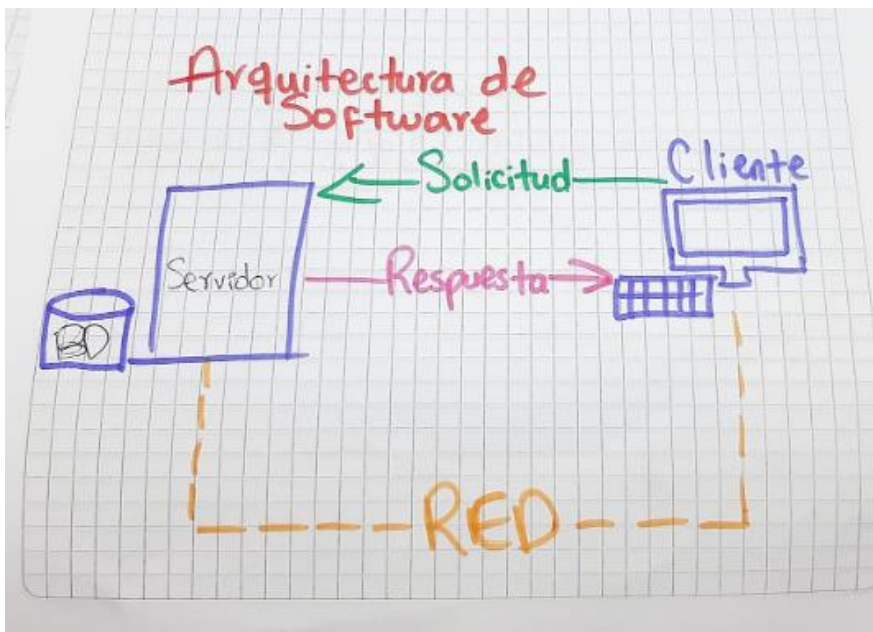 Arquitectura de
Software
Solicitud
Cliente
Servidor
Respuesta
BD
RED